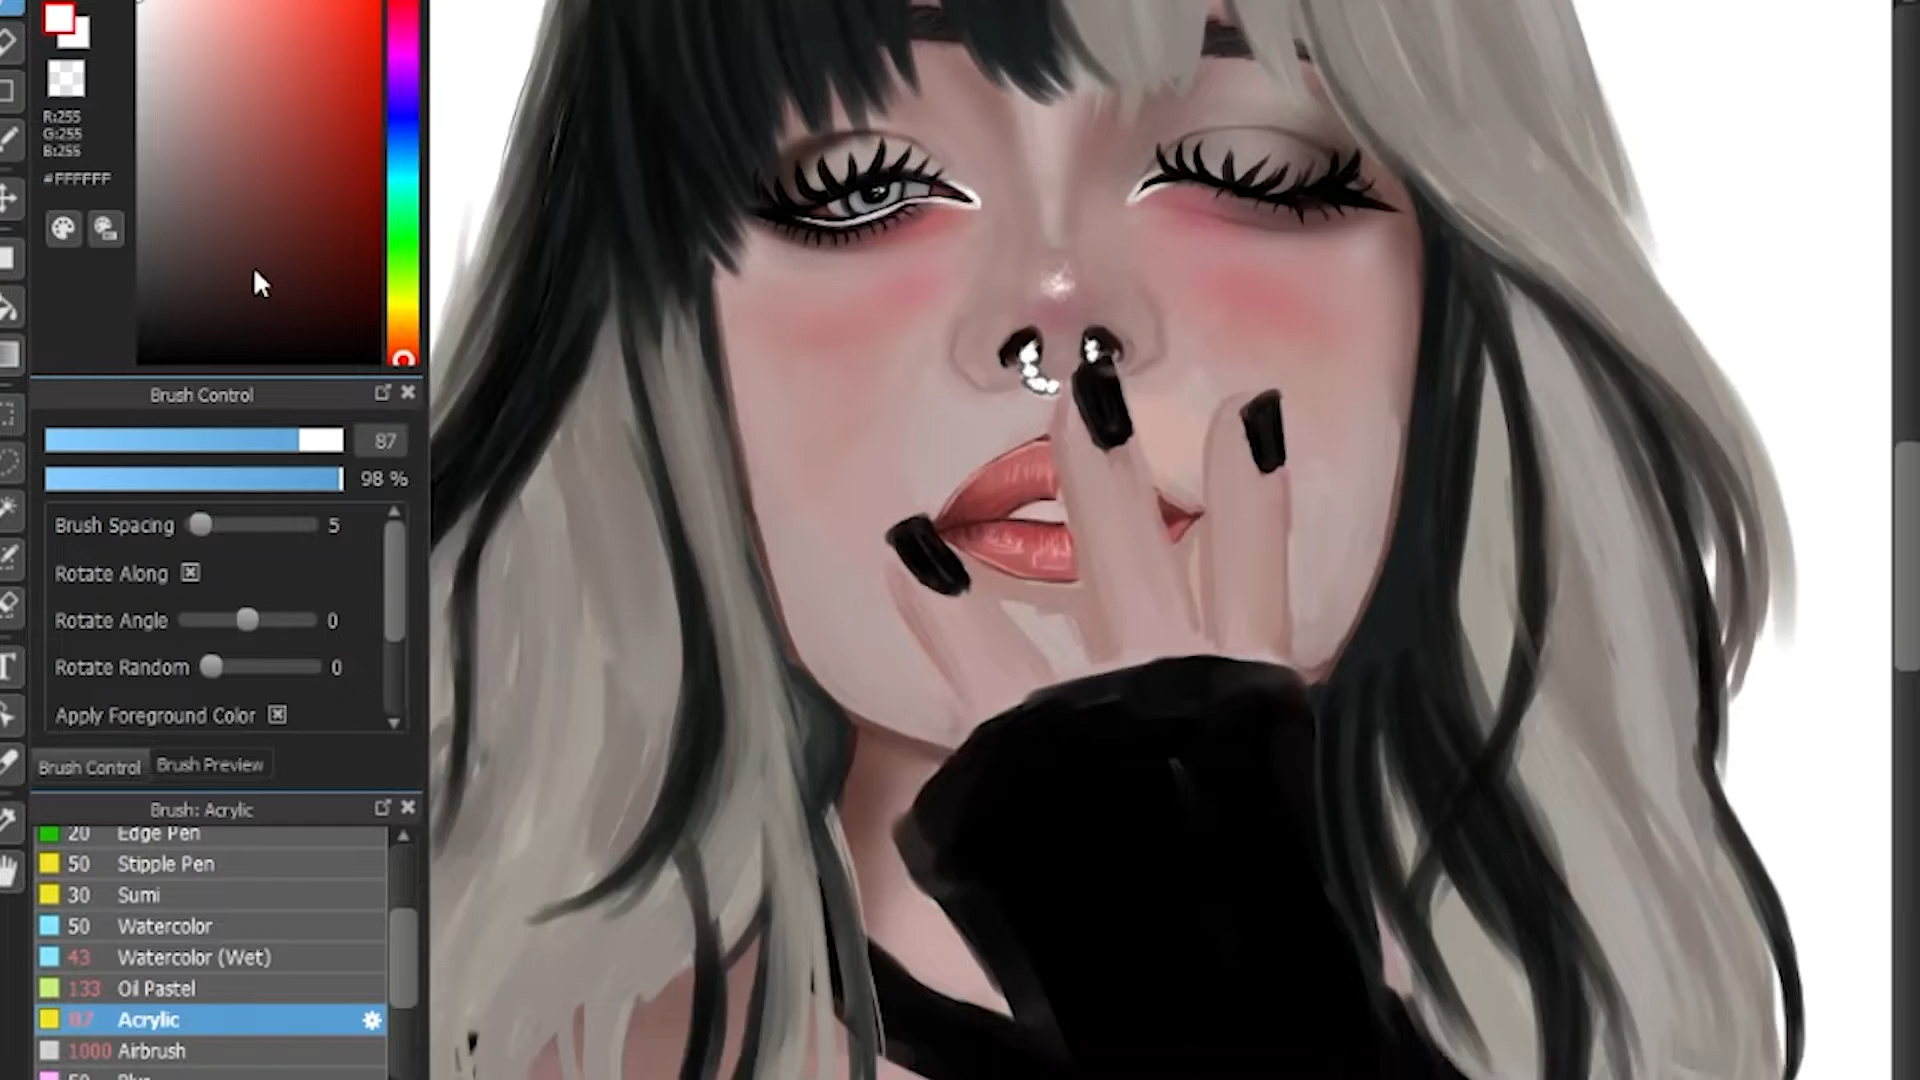 R:255
G:255
B:255
#FFFFFF
Brush Control
87
98 %
Brush Spacing 5
Rotate Along
Rotate Angle 0
Rotate Random 0
Apply Foreground Color
Brush Control Brush Preview
Brush: Acrylic
20 Edge Pen
50 Stipple Pen
30 Sumi
50 Watercolor
43 Watercolor (Wet)
133 Oil Pastel
87 Acrylic
1000 Airbrush